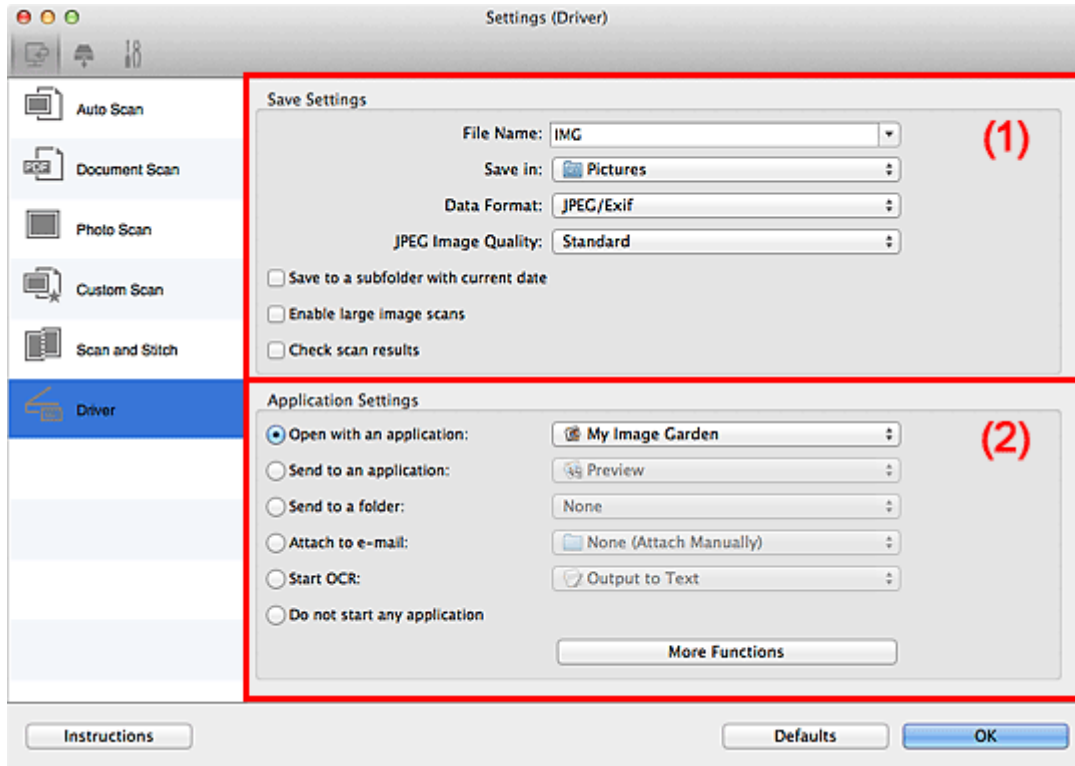 Settings (Driver)
Auto Scan
Document Scan
Photo Scan
Custom Scan
Scan and Stitch
Driver
Save Settings
(1)
File Name: IMG
Save in: Pictures
Data Format: JPEG/Exif
JPEG Image Quality: Standard
Save to a subfolder with current date
Enable large image scans
Check scan results
Application Settings
(2)
Open with an application: My Image Garden
Send to an application: Preview
Send to a folder: None
Attach to e-mail: None (Attach Manually)
Start OCR: Output to Text
Do not start any application
More Functions
Instructions Defaults OK